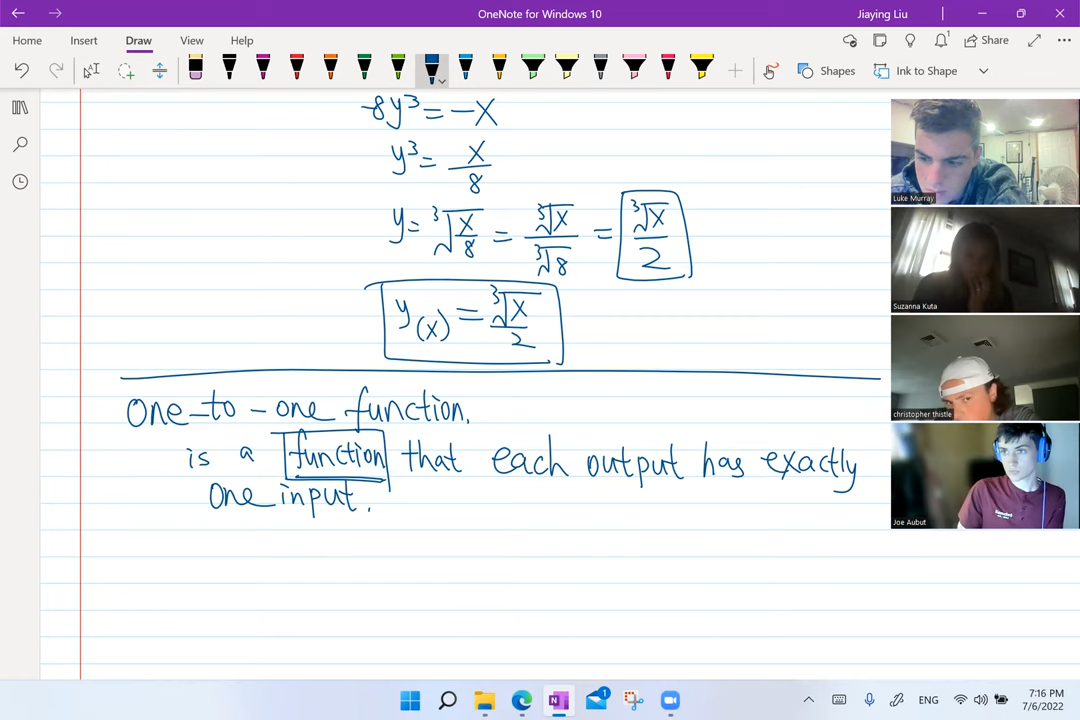 OneNote for Windows 10
Jiaying Liu
Home Insert Draw View Help
Share
Shapes
Ink to Shape
-8y³ = -x
y³ = x/8
y = ∛(x/8) = ∛x/∛8 = ∛x/2
y(x) = ∛x/2
One-to-one function.
is a function that each output has exactly
one input.
Luke Murray
Suzanna Kuta
christopher thistle
Joe Aubut
1
ENG
7:16 PM
7/6/2022